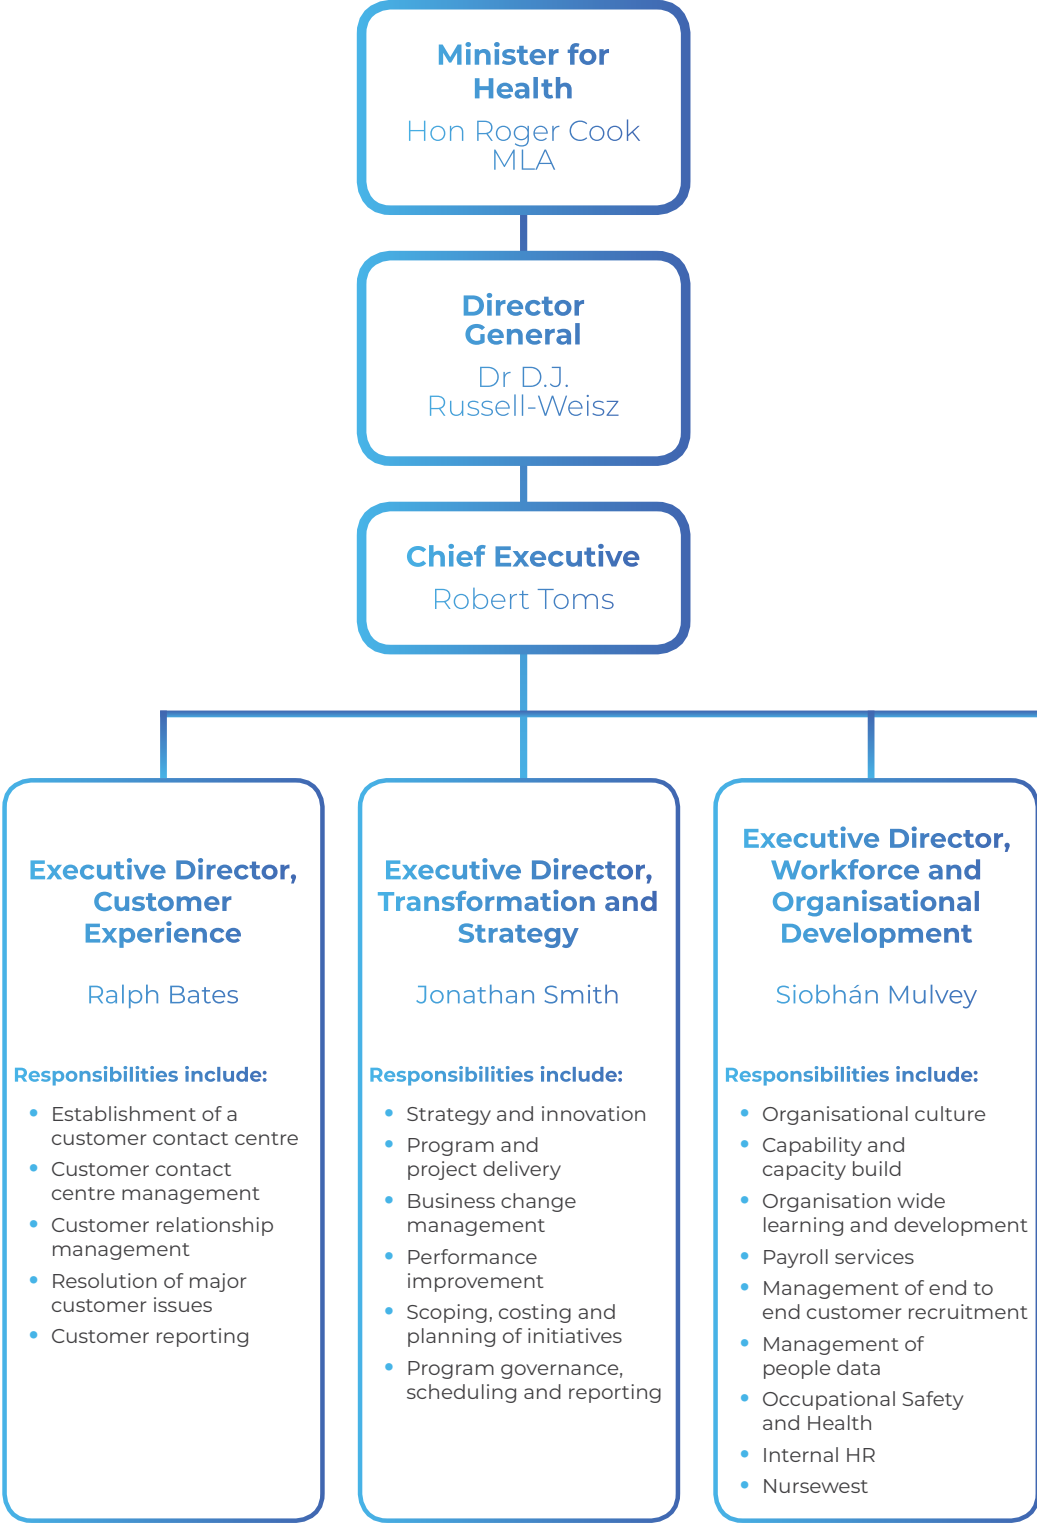 Minister for
Health
Hon Roger Cook
MLA
Director
General
Dr D.J.
Russell-Weisz
Chief Executive
Robert Toms
Executive Director,
Customer
Experience
Ralph Bates
Responsibilities include:
• Establishment of a
customer contact centre
• Customer contact
centre management
• Customer relationship
management
• Resolution of major
customer issues
• Customer reporting
Executive Director,
Transformation and
Strategy
Jonathan Smith
Responsibilities include:
• Strategy and innovation
• Program and
project delivery
• Business change
management
• Performance
improvement
• Scoping, costing and
planning of initiatives
• Program governance,
scheduling and reporting
Executive Director,
Workforce and
Organisational
Development
Siobhán Mulvey
Responsibilities include:
• Organisational culture
• Capability and
capacity build
• Organisation wide
learning and development
• Payroll services
• Management of end to
end customer recruitment
• Management of
people data
• Occupational Safety
and Health
• Internal HR
• Nursewest